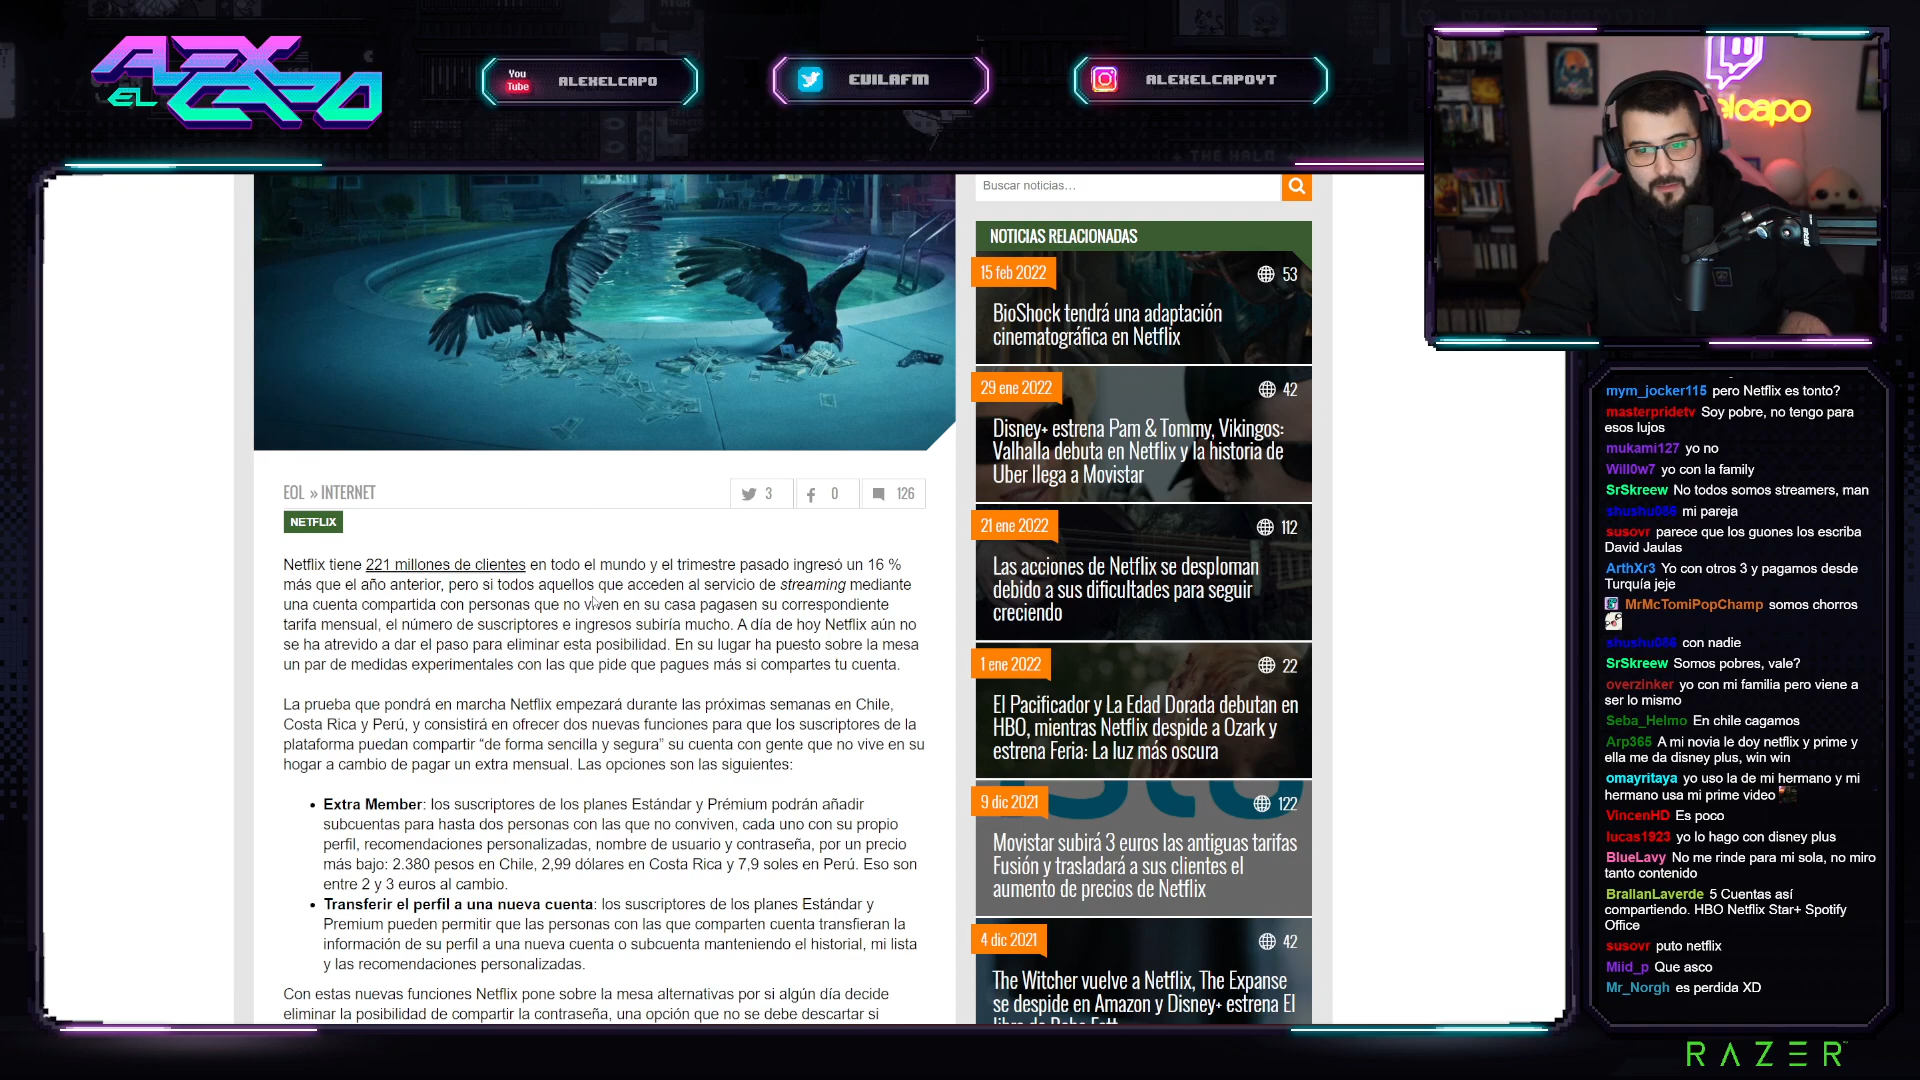 ALEX
EL CAPO
You
Tube
ALEXELCAPO
EVILAFM
ALEXELCAPOYT
elcapo
THE HALO
Buscar noticias…
NOTICIAS RELACIONADAS
15 feb 2022
53
BioShock tendrá una adaptación
cinematográfica en Netflix
29 ene 2022
42
Disney+ estrena Pam & Tommy, Vikingos:
Valhalla debuta en Netflix y la historia de
Uber llega a Movistar
21 ene 2022
112
Las acciones de Netflix se desploman
debido a sus dificultades para seguir
creciendo
1 ene 2022
22
El Pacificador y La Edad Dorada debutan en
HBO, mientras Netflix despide a Ozark y
estrena Feria: La luz más oscura
9 dic 2021
122
Movistar subirá 3 euros las antiguas tarifas
Fusión y trasladará a sus clientes el
aumento de precios de Netflix
4 dic 2021
42
The Witcher vuelve a Netflix, The Expanse
se despide en Amazon y Disney+ estrena El
libro de Boba Fett
EOL » INTERNET
3
0
126
NETFLIX
Netflix tiene 221 millones de clientes en todo el mundo y el trimestre pasado ingresó un 16 %
más que el año anterior, pero si todos aquellos que acceden al servicio de streaming mediante
una cuenta compartida con personas que no viven en su casa pagasen su correspondiente
tarifa mensual, el número de suscriptores e ingresos subiría mucho. A día de hoy Netflix aún no
se ha atrevido a dar el paso para eliminar esta posibilidad. En su lugar ha puesto sobre la mesa
un par de medidas experimentales con las que pide que pagues más si compartes tu cuenta.
La prueba que pondrá en marcha Netflix empezará durante las próximas semanas en Chile,
Costa Rica y Perú, y consistirá en ofrecer dos nuevas funciones para que los suscriptores de la
plataforma puedan compartir “de forma sencilla y segura” su cuenta con gente que no vive en su
hogar a cambio de pagar un extra mensual. Las opciones son las siguientes:
• Extra Member: los suscriptores de los planes Estándar y Prémium podrán añadir
subcuentas para hasta dos personas con las que no conviven, cada uno con su propio
perfil, recomendaciones personalizadas, nombre de usuario y contraseña, por un precio
más bajo: 2.380 pesos en Chile, 2,99 dólares en Costa Rica y 7,9 soles en Perú. Eso son
entre 2 y 3 euros al cambio.
• Transferir el perfil a una nueva cuenta: los suscriptores de los planes Estándar y
Premium pueden permitir que las personas con las que comparten cuenta transfieran la
información de su perfil a una nueva cuenta o subcuenta manteniendo el historial, mi lista
y las recomendaciones personalizadas.
Con estas nuevas funciones Netflix pone sobre la mesa alternativas por si algún día decide
eliminar la posibilidad de compartir la contraseña, una opción que no se debe descartar si
mym_jocker115 pero Netflix es tonto?
masterpridetv Soy pobre, no tengo para
esos lujos
mukami127 yo no
Will0w7 yo con la family
SrSkreew No todos somos streamers, man
shushu086 mi pareja
susovr parece que los guones los escriba
David Jaulas
ArthXr3 Yo con otros 3 y pagamos desde
Turquía jeje
MrMcTomiPopChamp somos chorros
shushu086 con nadie
SrSkreew Somos pobres, vale?
overzinker yo con mi familia pero viene a
ser lo mismo
Seba_Helmo En chile cagamos
Arp365 A mi novia le doy netflix y prime y
ella me da disney plus, win win
omayritaya yo uso la de mi hermano y mi
hermano usa mi prime video
VincenHD Es poco
lucas1923 yo lo hago con disney plus
BlueLavy No me rinde para mi sola, no miro
tanto contenido
BralianLaverde 5 Cuentas así
compartiendo. HBO Netflix Star+ Spotify
Office
susovr puto netflix
Miid_p Que asco
Mr_Norgh es perdida XD
RAZER